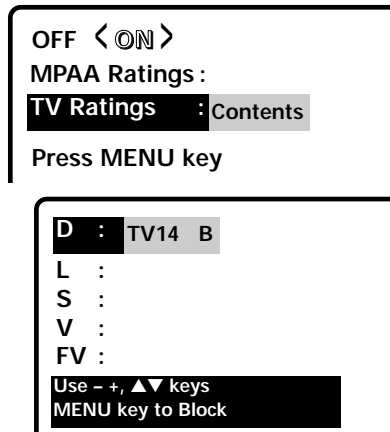 OFF < ON >
MPAA Ratings :
TV Ratings : Contents
Press MENU key
D : TV14 B
L :
S :
V :
FV :
Use – +, ▲▼ keys
MENU key to Block